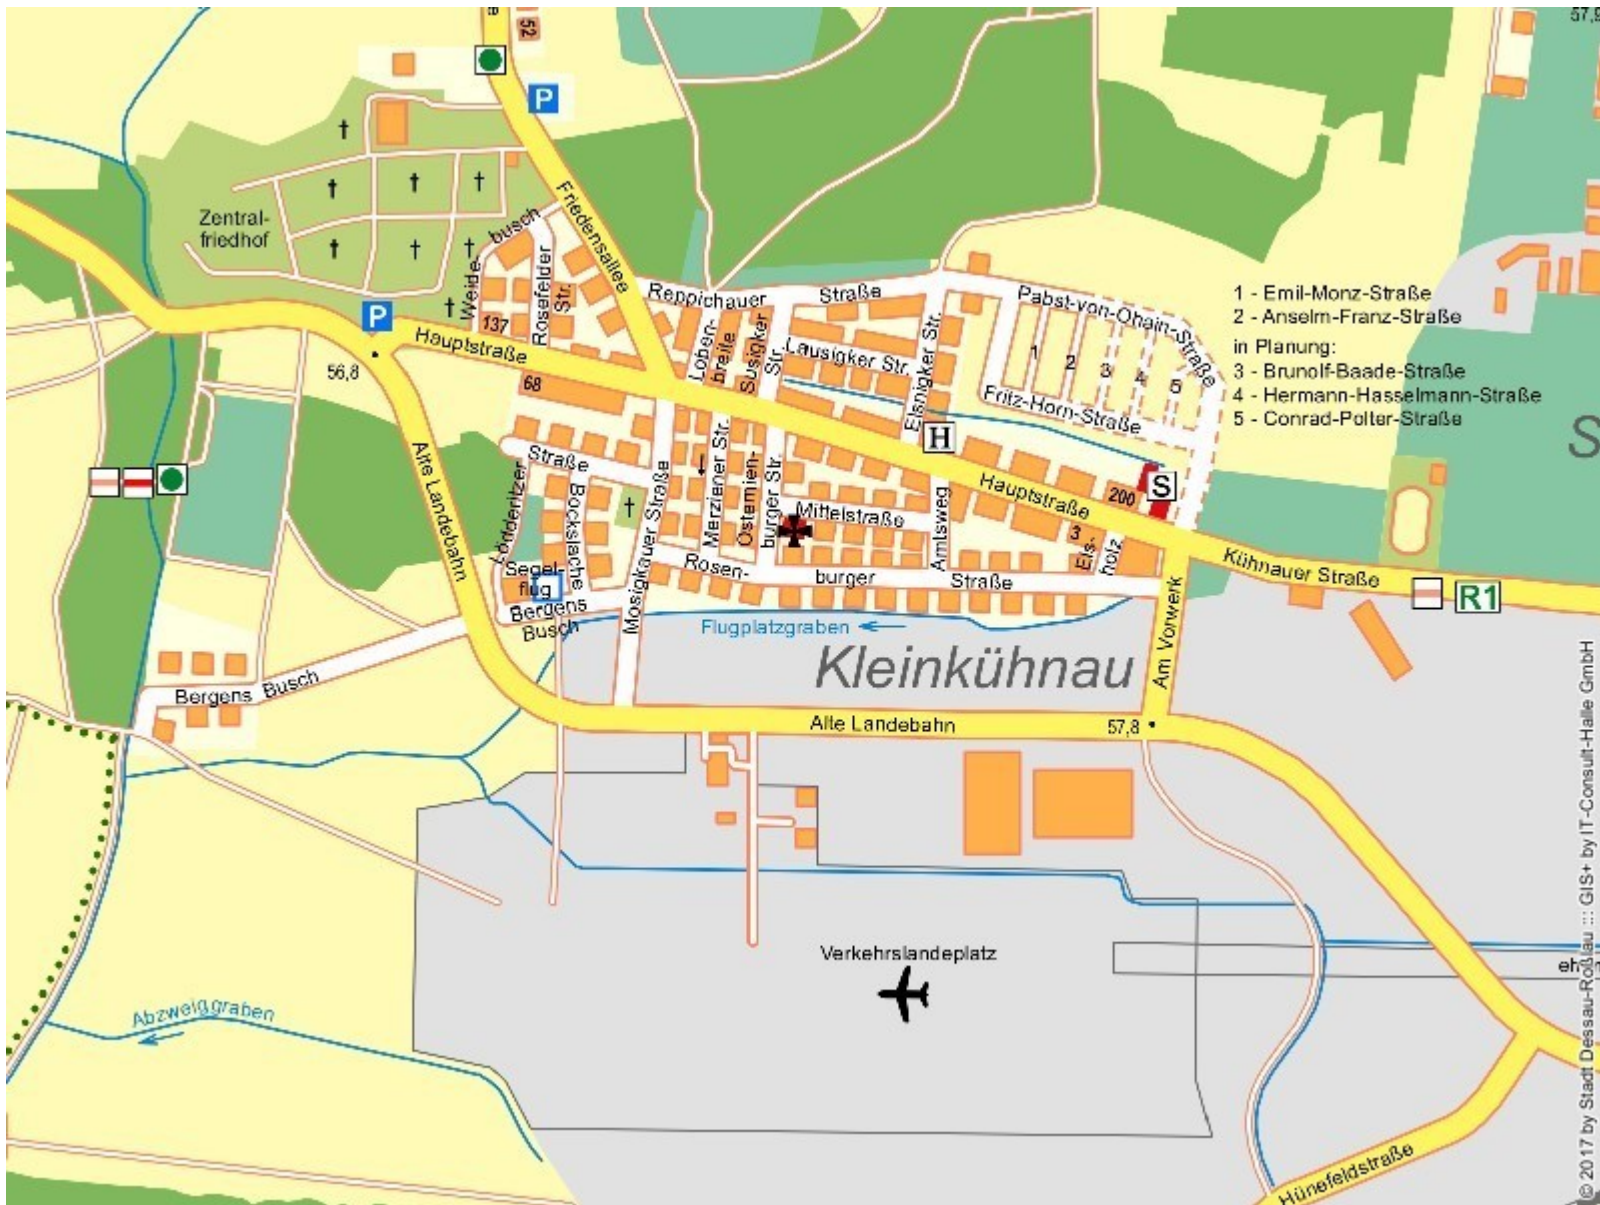 52
57,9
P
Zentral-
friedhof
Friedensallee
Weide-
busch
Rosefelder
Str.
137
P
Hauptstraße
56,8
Reppichauer
Straße
Pabst-von-Ohain-Straße
1 - Emil-Monz-Straße
2 - Anselm-Franz-Straße
in Planung:
3 - Brunolf-Baade-Straße
4 - Hermann-Hasselmann-Straße
5 - Conrad-Polter-Straße
Loben-
breite
Susigker
Str.
Lausigker Str.
Elsnigker Str.
1
2
3
4
5
Fritz-Horn-Straße
68
H
S
Alte Landebahn
Straße
Lödderitzer
Bockslache
Mosigkauer Straße
Merziener Str.
Ostemien-
burger Str.
Mittelstraße
Amtsweg
Hauptstraße
200
S
3
Els-
holz
Kühnauer Straße
R1
Segel-
flug
Bergens
Busch
Rosen-
burger
Straße
Flugplatzgraben
Am Vorwerk
Kleinkühnau
Bergens Busch
Alte Landebahn
57,8
Verkehrslandeplatz
Abzweiggraben
Hünefeldstraße
© 2017 by Stadt Dessau-Roßlau ::: GIS+ by IT-Consult-Halle GmbH